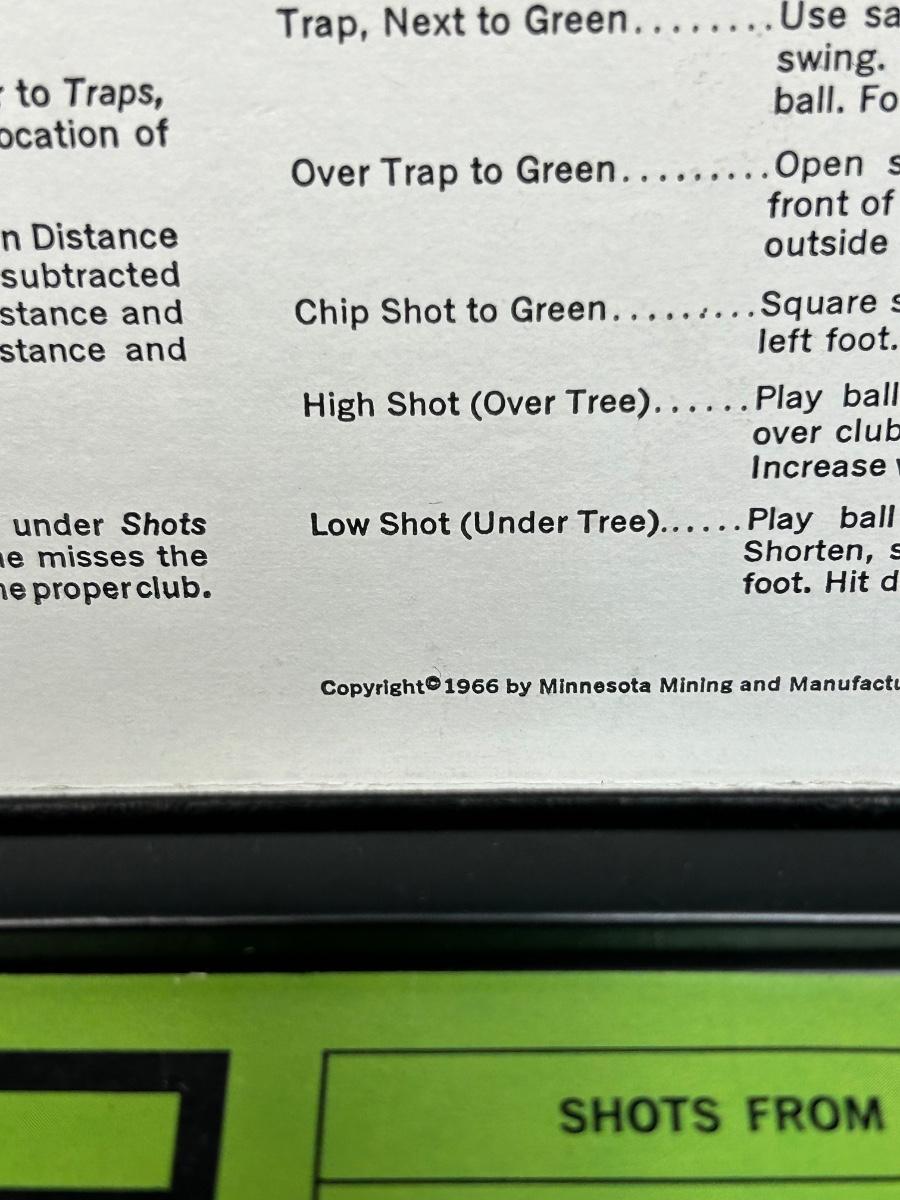 Trap, Next to Green........Use sa
swing.
ball. Fo
to Traps,
ocation of
Over Trap to Green.........Open s
front of
outside
n Distance
subtracted
stance and
stance and
Chip Shot to Green.........Square s
left foot.
High Shot (Over Tree)......Play ball
over club
Increase
under Shots
e misses the
he proper club.
Low Shot (Under Tree)......Play ball
Shorten, s
foot. Hit d
Copyright©1966 by Minnesota Mining and Manufactu
SHOTS FROM